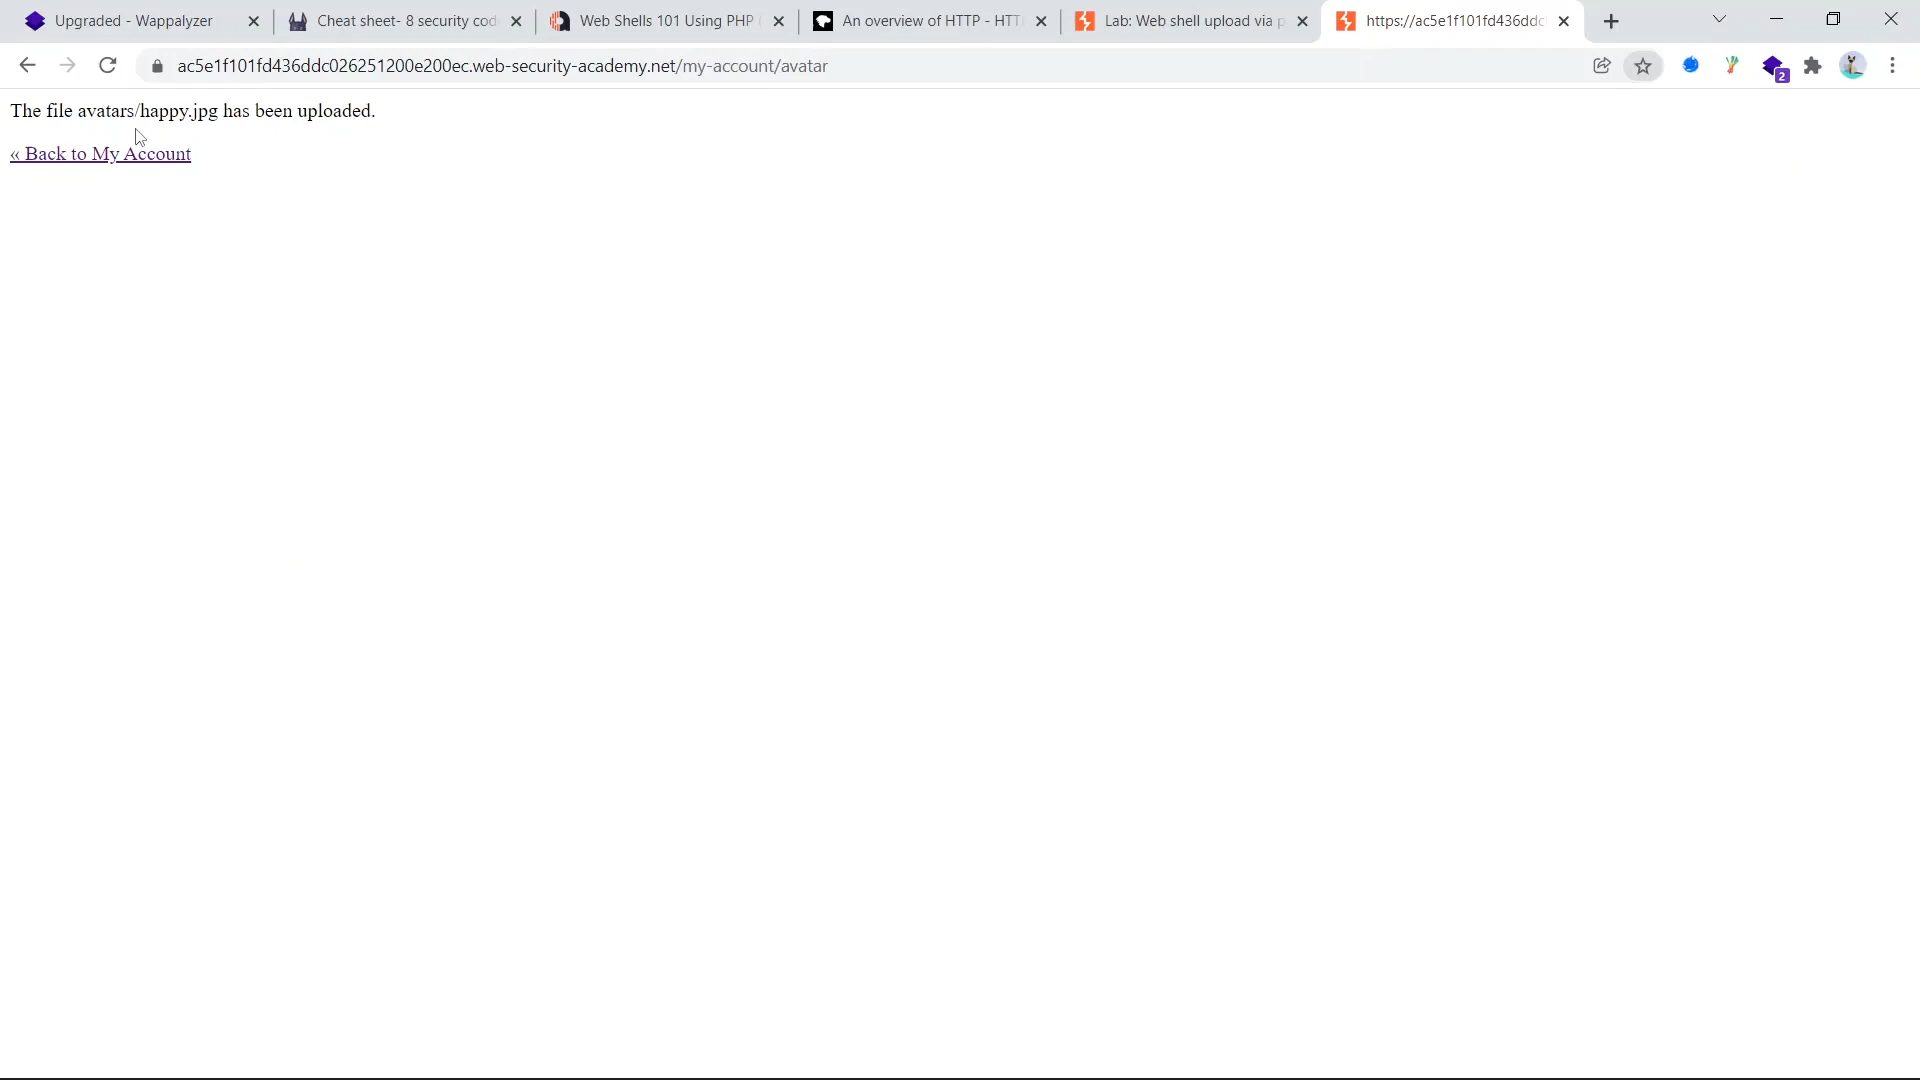 Upgraded - Wappalyzer
Cheat sheet- 8 security cod
Web Shells 101 Using PHP
An overview of HTTP - HTT
Lab: Web shell upload via p
https://ac5e1f101fd436ddc
ac5e1f101fd436ddc026251200e200ec.web-security-academy.net/my-account/avatar
2
The file avatars/happy.jpg has been uploaded.
« Back to My Account